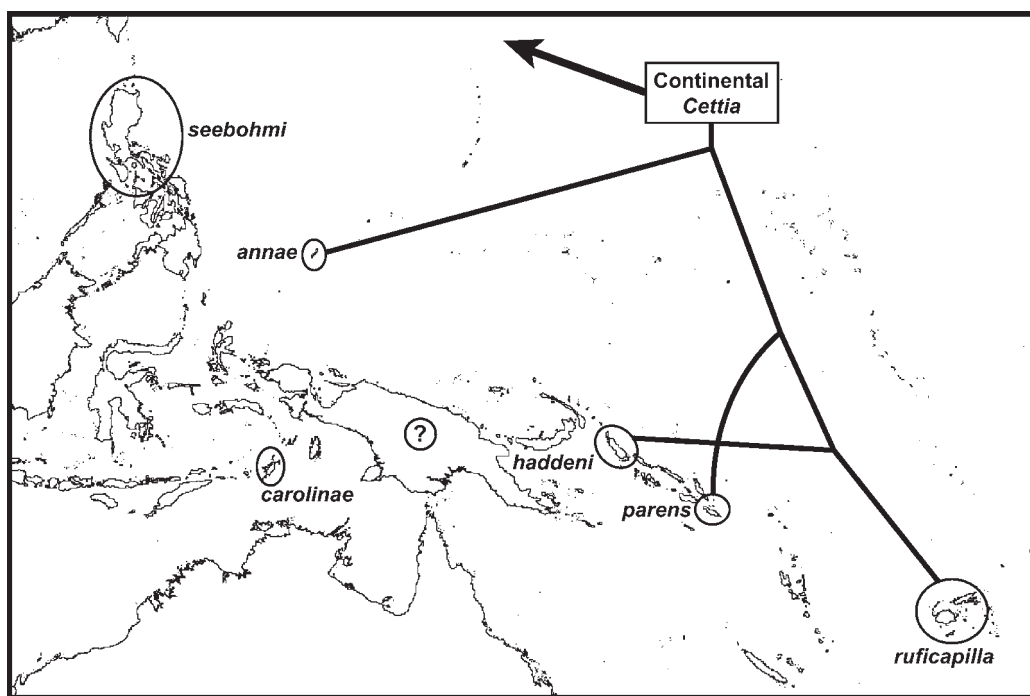 Continental
Cettia
seebohmi
annae
?
haddeni
carolinae
parens
ruficapilla